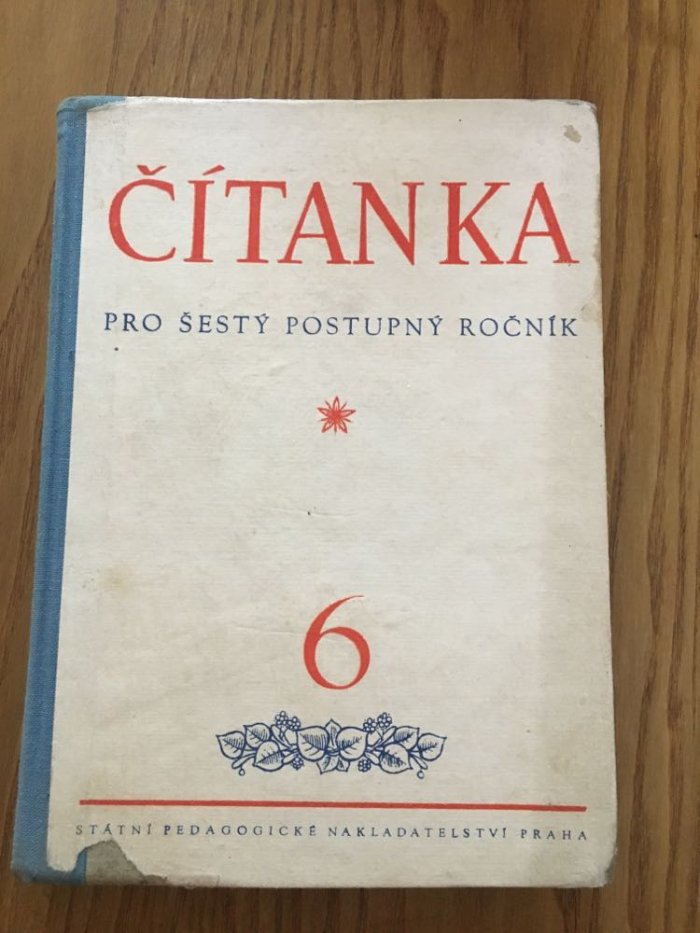 ČÍTANKA
PRO ŠESTÝ POSTUPNÝ ROČNÍK
6
STÁTNÍ PEDAGOGICKÉ NAKLADATELSTVÍ PRAHA